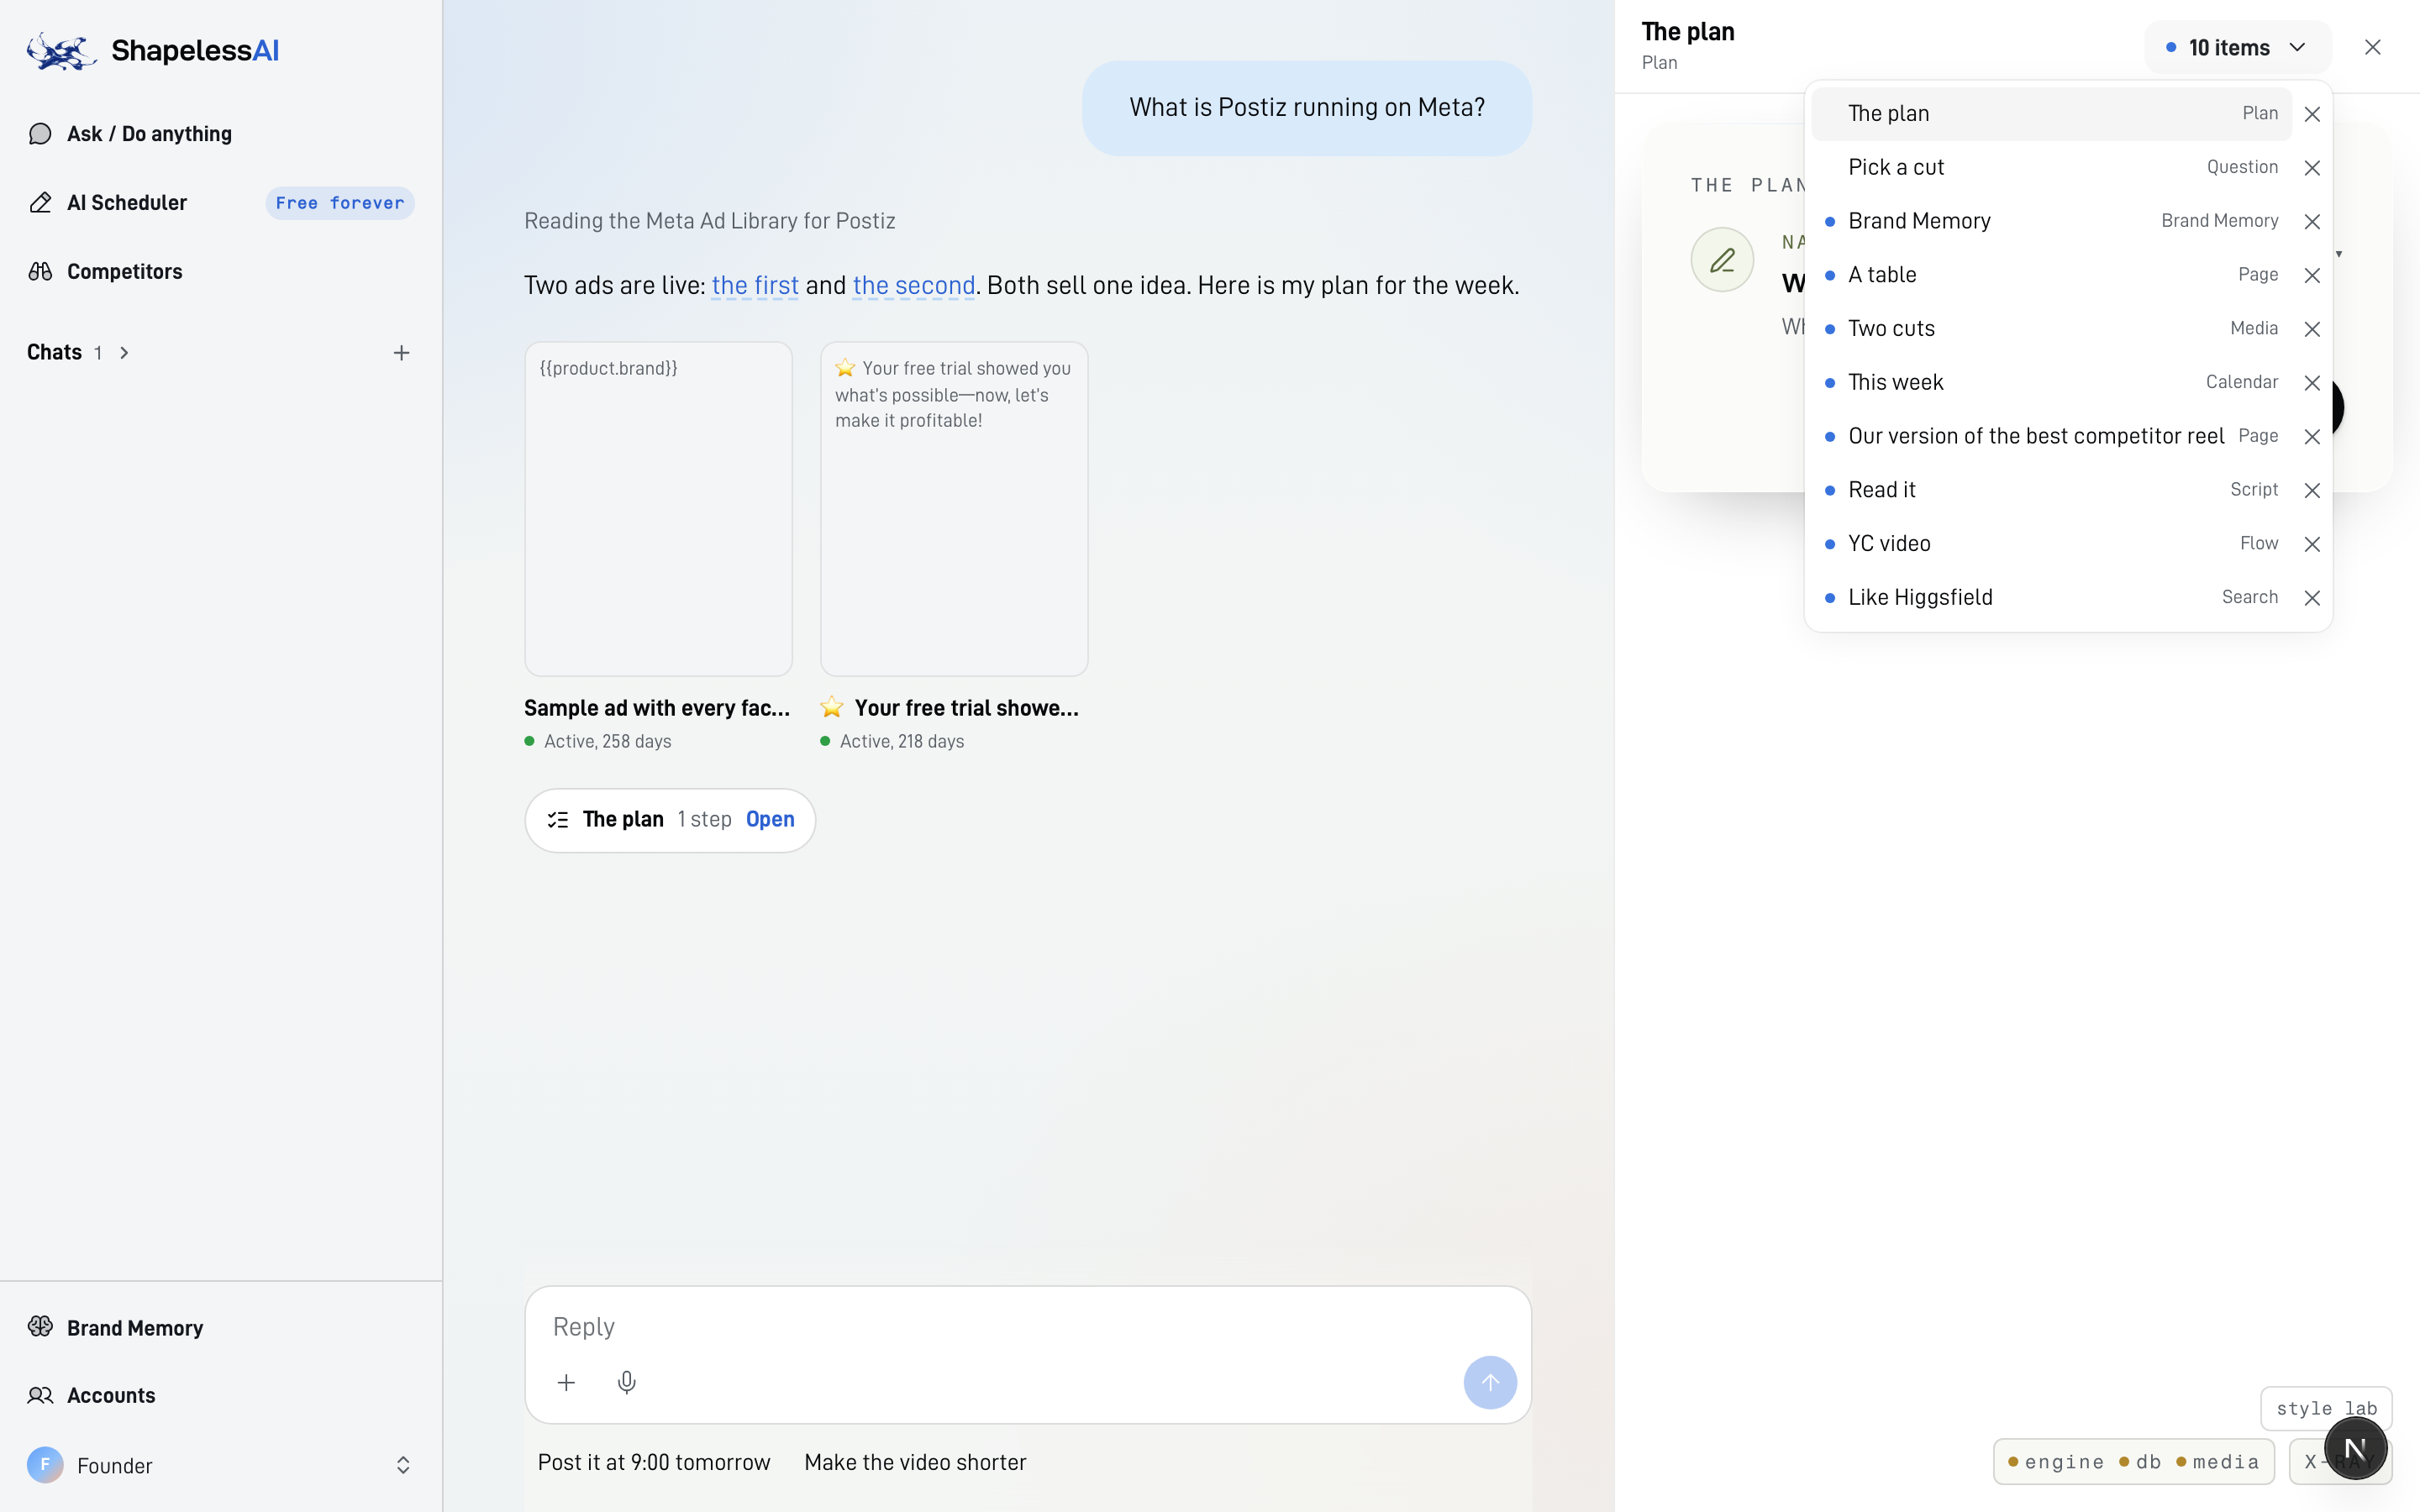 ShapelessAI
Ask / Do anything
AI Scheduler
Free forever
Competitors
Chats 1
Brand Memory
Accounts
F
Founder
What is Postiz running on Meta?
Reading the Meta Ad Library for Postiz
Two ads are live: the first and the second. Both sell one idea. Here is my plan for the week.
{{product.brand}}
⭐ Your free trial showed you
what's possible—now, let's
make it profitable!
Sample ad with every fac...
Active, 258 days
⭐ Your free trial showe...
Active, 218 days
The plan 1 step Open
Reply
Post it at 9:00 tomorrow
Make the video shorter
The plan
Plan
10 items
THE PLAN
The plan Plan
Pick a cut Question
Brand Memory Brand Memory
A table Page
Two cuts Media
This week Calendar
Our version of the best competitor reel Page
Read it Script
YC video Flow
Like Higgsfield Search
style lab
engine db media
N